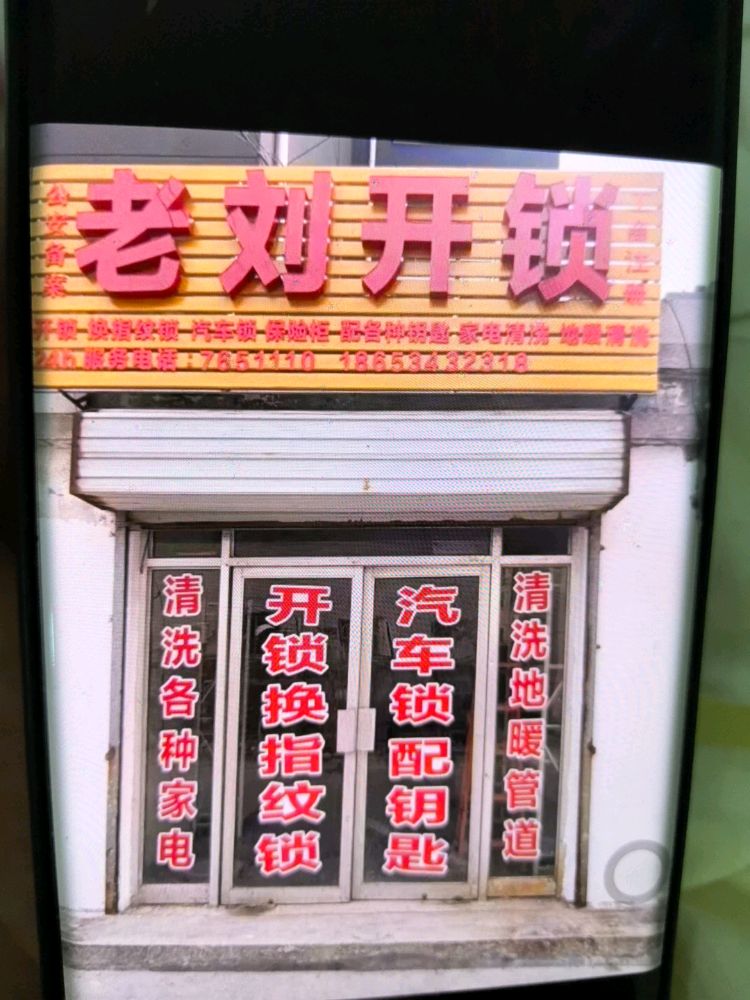 公安备案
老刘开锁
开锁 换指纹锁 汽车锁 保险柜 配各种钥匙 家电清洗 地暖清洗
24h 服务电话：7651110 18653432318
清洗各种家电
开锁换指纹锁
汽车锁配钥匙
清洗地暖管道